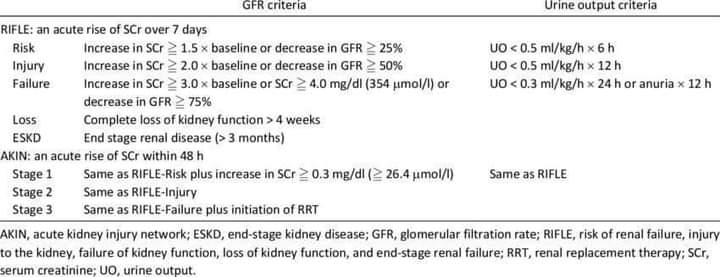 GFR criteria Urine output criteria
RIFLE: an acute rise of SCr over 7 days
Risk Increase in SCr ≧ 1.5 × baseline or decrease in GFR ≧ 25% UO < 0.5 ml/kg/h × 6 h
Injury Increase in SCr ≧ 2.0 × baseline or decrease in GFR ≧ 50% UO < 0.5 ml/kg/h × 12 h
Failure Increase in SCr ≧ 3.0 × baseline or SCr ≧ 4.0 mg/dl (354 μmol/l) or UO < 0.3 ml/kg/h × 24 h or anuria × 12 h
decrease in GFR ≧ 75%
Loss Complete loss of kidney function > 4 weeks
ESKD End stage renal disease (> 3 months)
AKIN: an acute rise of SCr within 48 h
Stage 1 Same as RIFLE-Risk plus increase in SCr ≧ 0.3 mg/dl (≧ 26.4 μmol/l) Same as RIFLE
Stage 2 Same as RIFLE-Injury
Stage 3 Same as RIFLE-Failure plus initiation of RRT
AKIN, acute kidney injury network; ESKD, end-stage kidney disease; GFR, glomerular filtration rate; RIFLE, risk of renal failure, injury
to the kidney, failure of kidney function, loss of kidney function, and end-stage renal failure; RRT, renal replacement therapy; SCr,
serum creatinine; UO, urine output.